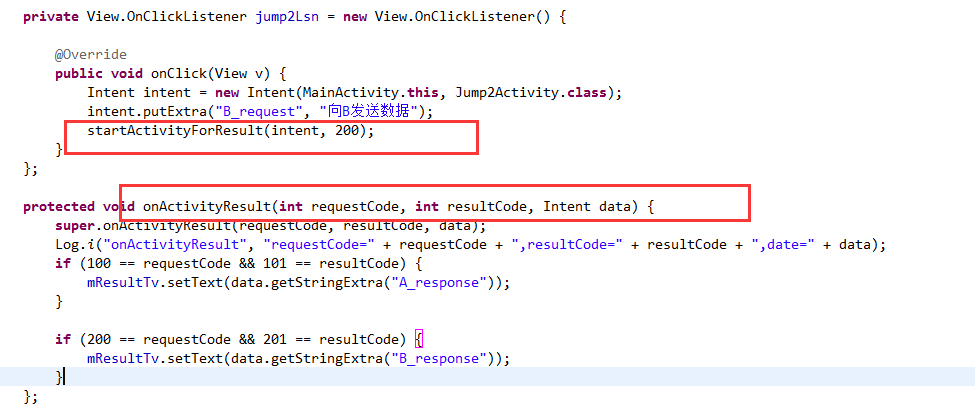 private View.OnClickListener jump2Lsn = new View.OnClickListener() {
@Override
public void onClick(View v) {
Intent intent = new Intent(MainActivity.this, Jump2Activity.class);
intent.putExtra("B_request", "向B发送数据");
startActivityForResult(intent, 200);
}
};
protected void onActivityResult(int requestCode, int resultCode, Intent data) {
super.onActivityResult(requestCode, resultCode, data);
Log.i("onActivityResult", "requestCode=" + requestCode + ",resultCode=" + resultCode + ",date=" + data);
if (100 == requestCode && 101 == resultCode) {
mResultTv.setText(data.getStringExtra("A_response"));
}
if (200 == requestCode && 201 == resultCode) {
mResultTv.setText(data.getStringExtra("B_response"));
}
};